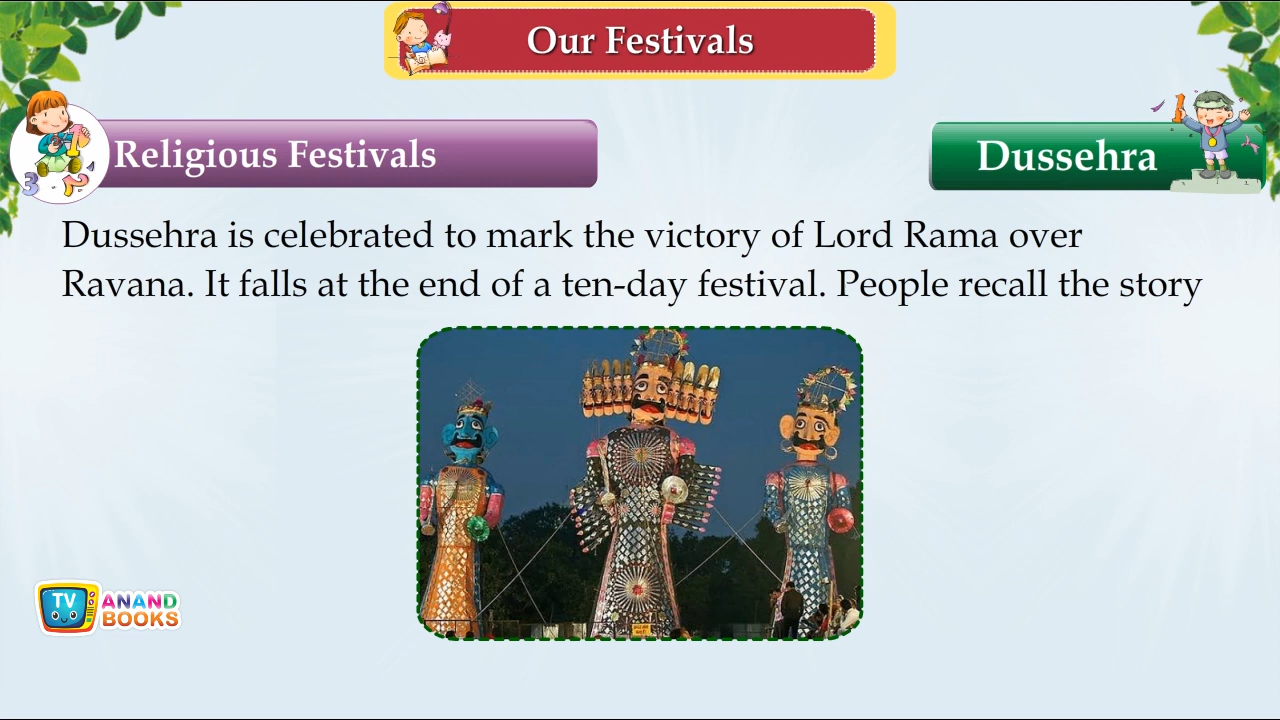 Our Festivals
Religious Festivals
Dussehra
Dussehra is celebrated to mark the victory of Lord Rama over
Ravana. It falls at the end of a ten-day festival. People recall the story
TV
ANAND
BOOKS